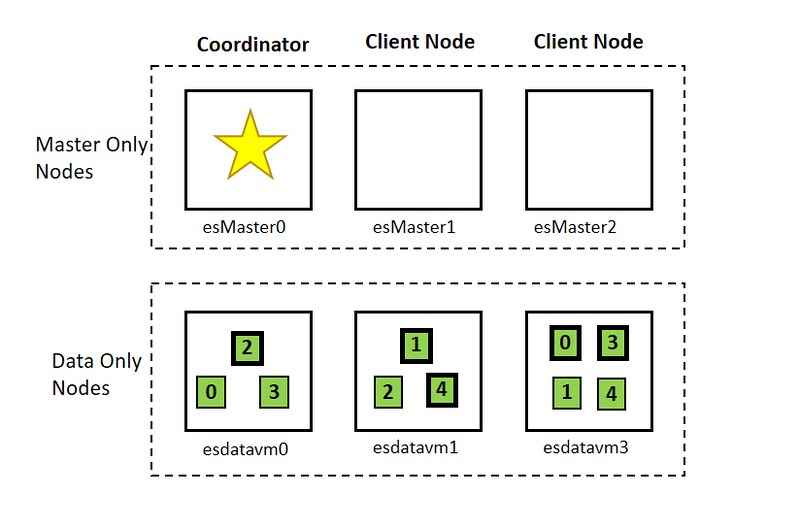 Coordinator
Client Node
Client Node
Master Only
Nodes
esMaster0
esMaster1
esMaster2
Data Only
Nodes
2
0
3
1
2
4
0
3
1
4
esdatavm0
esdatavm1
esdatavm3